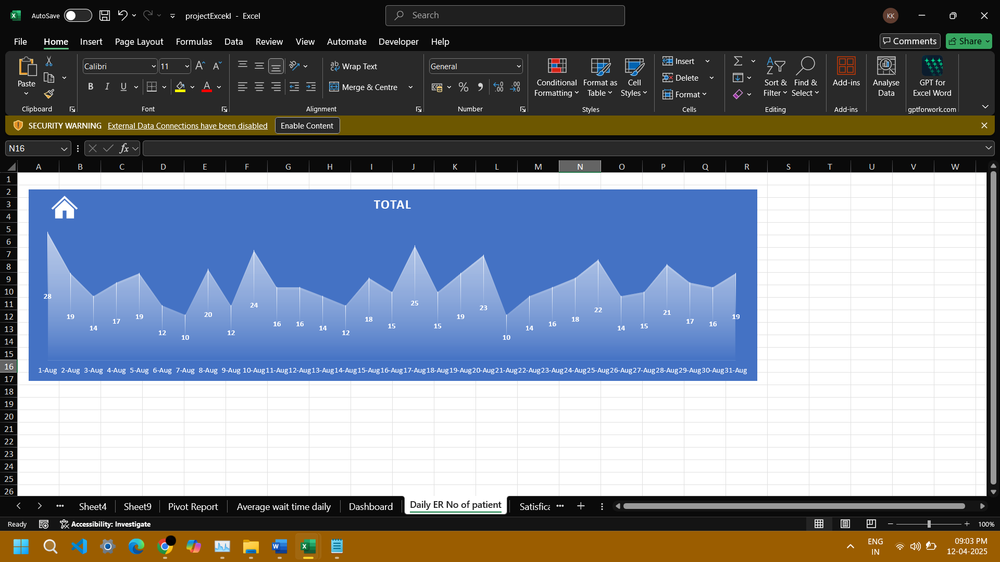 AutoSave
projectExcekl - Excel
Search
KK
File Home Insert Page Layout Formulas Data Review View Automate Developer Help
Comments Share
Paste
Clipboard
Calibri 11
B I U
Font
Wrap Text
Merge & Centre
Alignment
General
Number
Conditional Formatting
Format as Table
Cell Styles
Styles
Insert
Delete
Format
Cells
Sort & Filter
Find & Select
Editing
Add-ins
Add-ins
Analyse Data
GPT for Excel Word
gptforwork.com
SECURITY WARNING External Data Connections have been disabled Enable Content
N16 fx
A B C D E F G H I J K L M N O P Q R S T U V W
1
2
3
4
5
6
7
8
9
10
11
12
13
14
15
16
17
18
19
20
21
22
23
24
25
26
TOTAL
28 19 14 17 19 12 10 20 12 24 16 16 14 12 18 15 25 15 19 23 10 14 16 18 22 14 15 21 17 16 19
1-Aug 2-Aug 3-Aug 4-Aug 5-Aug 6-Aug 7-Aug 8-Aug 9-Aug 10-Aug 11-Aug 12-Aug 13-Aug 14-Aug 15-Aug 16-Aug 17-Aug 18-Aug 19-Aug 20-Aug 21-Aug 22-Aug 23-Aug 24-Aug 25-Aug 26-Aug 27-Aug 28-Aug 29-Aug 30-Aug 31-Aug
Sheet4 Sheet9 Pivot Report Average wait time daily Dashboard Daily ER No of patient Satisfica
Ready Accessibility: Investigate 100%
ENG
IN
09:03 PM
12-04-2025